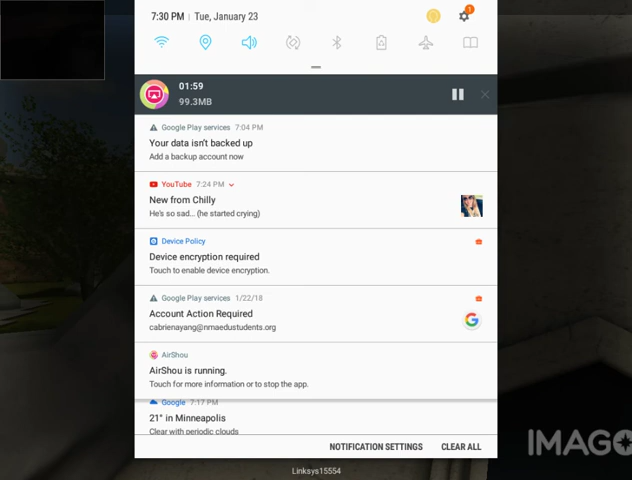 7:30 PM | Tue, January 23
1
01:59
99.3MB
Google Play services 7:04 PM
Your data isn't backed up
Add a backup account now
YouTube 7:24 PM
New from Chilly
He's so sad... (he started crying)
Device Policy
Device encryption required
Touch to enable device encryption.
Google Play services 1/22/18
Account Action Required
cabrienayang@nmaedustudents.org
AirShou
AirShou is running.
Touch for more information or to stop the app.
Google 7:17 PM
21° in Minneapolis
Clear with periodic clouds
NOTIFICATION SETTINGS CLEAR ALL
IMAGO
Linksys15554